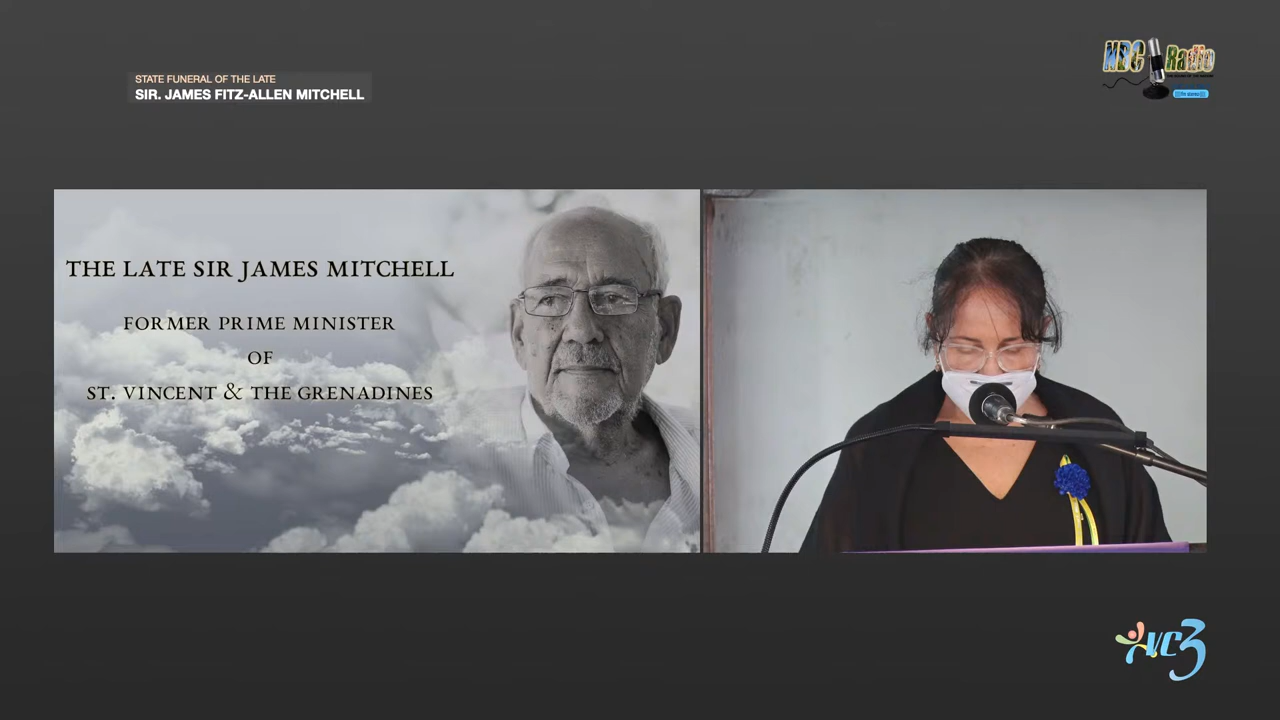 STATE FUNERAL OF THE LATE
SIR. JAMES FITZ-ALLEN MITCHELL
NBC Radio
THE LATE SIR JAMES MITCHELL
FORMER PRIME MINISTER
OF
ST. VINCENT & THE GRENADINES
VC3